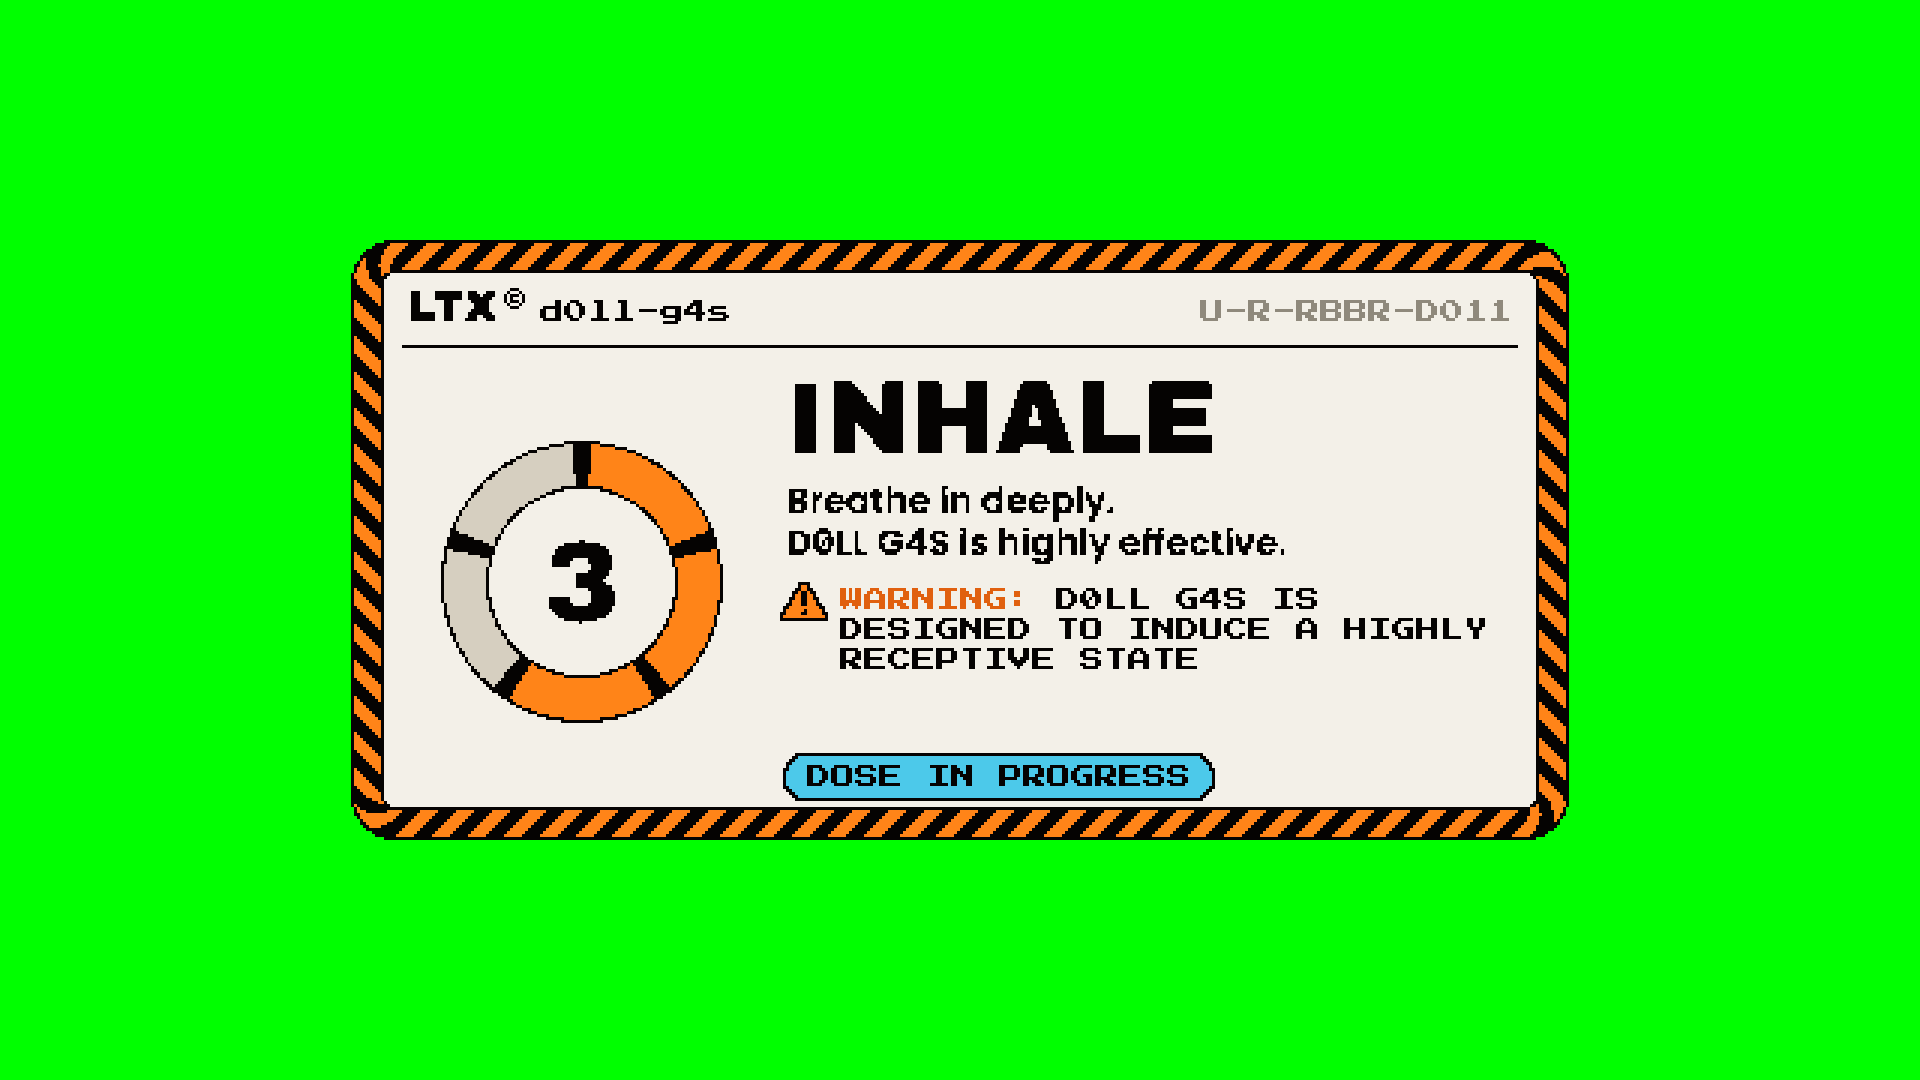 LTX© d0ll-g4s
U-R-RBBR-D011
INHALE
Breathe in deeply.
D0LL G4S is highly effective.
WARNING: D0LL G4S IS
DESIGNED TO INDUCE A HIGHLY
RECEPTIVE STATE
3
DOSE IN PROGRESS